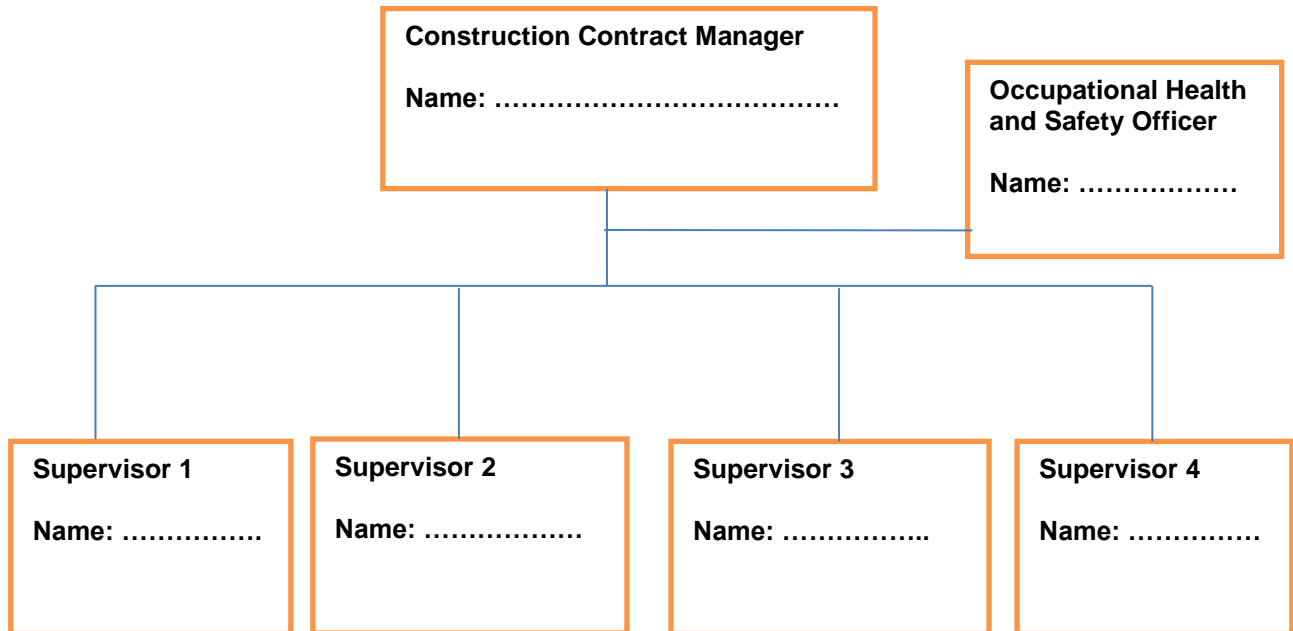 Construction Contract Manager
Name: …………………………………
Occupational Health
and Safety Officer
Name: ………………
Supervisor 1
Name: …………….
Supervisor 2
Name: ………………
Supervisor 3
Name: ……………..
Supervisor 4
Name: ……………